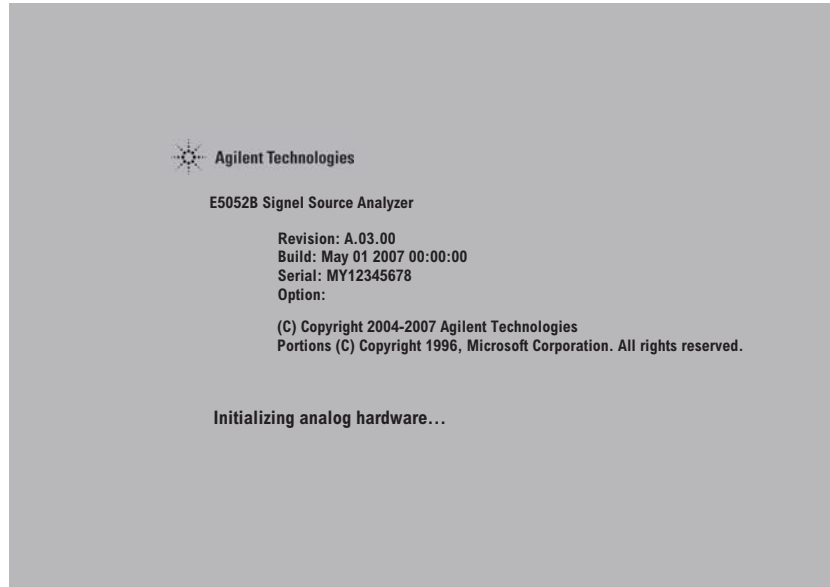 Agilent Technologies
E5052B Signel Source Analyzer
Revision: A.03.00
Build: May 01 2007 00:00:00
Serial: MY12345678
Option:
(C) Copyright 2004-2007 Agilent Technologies
Portions (C) Copyright 1996, Microsoft Corporation. All rights reserved.
Initializing analog hardware...